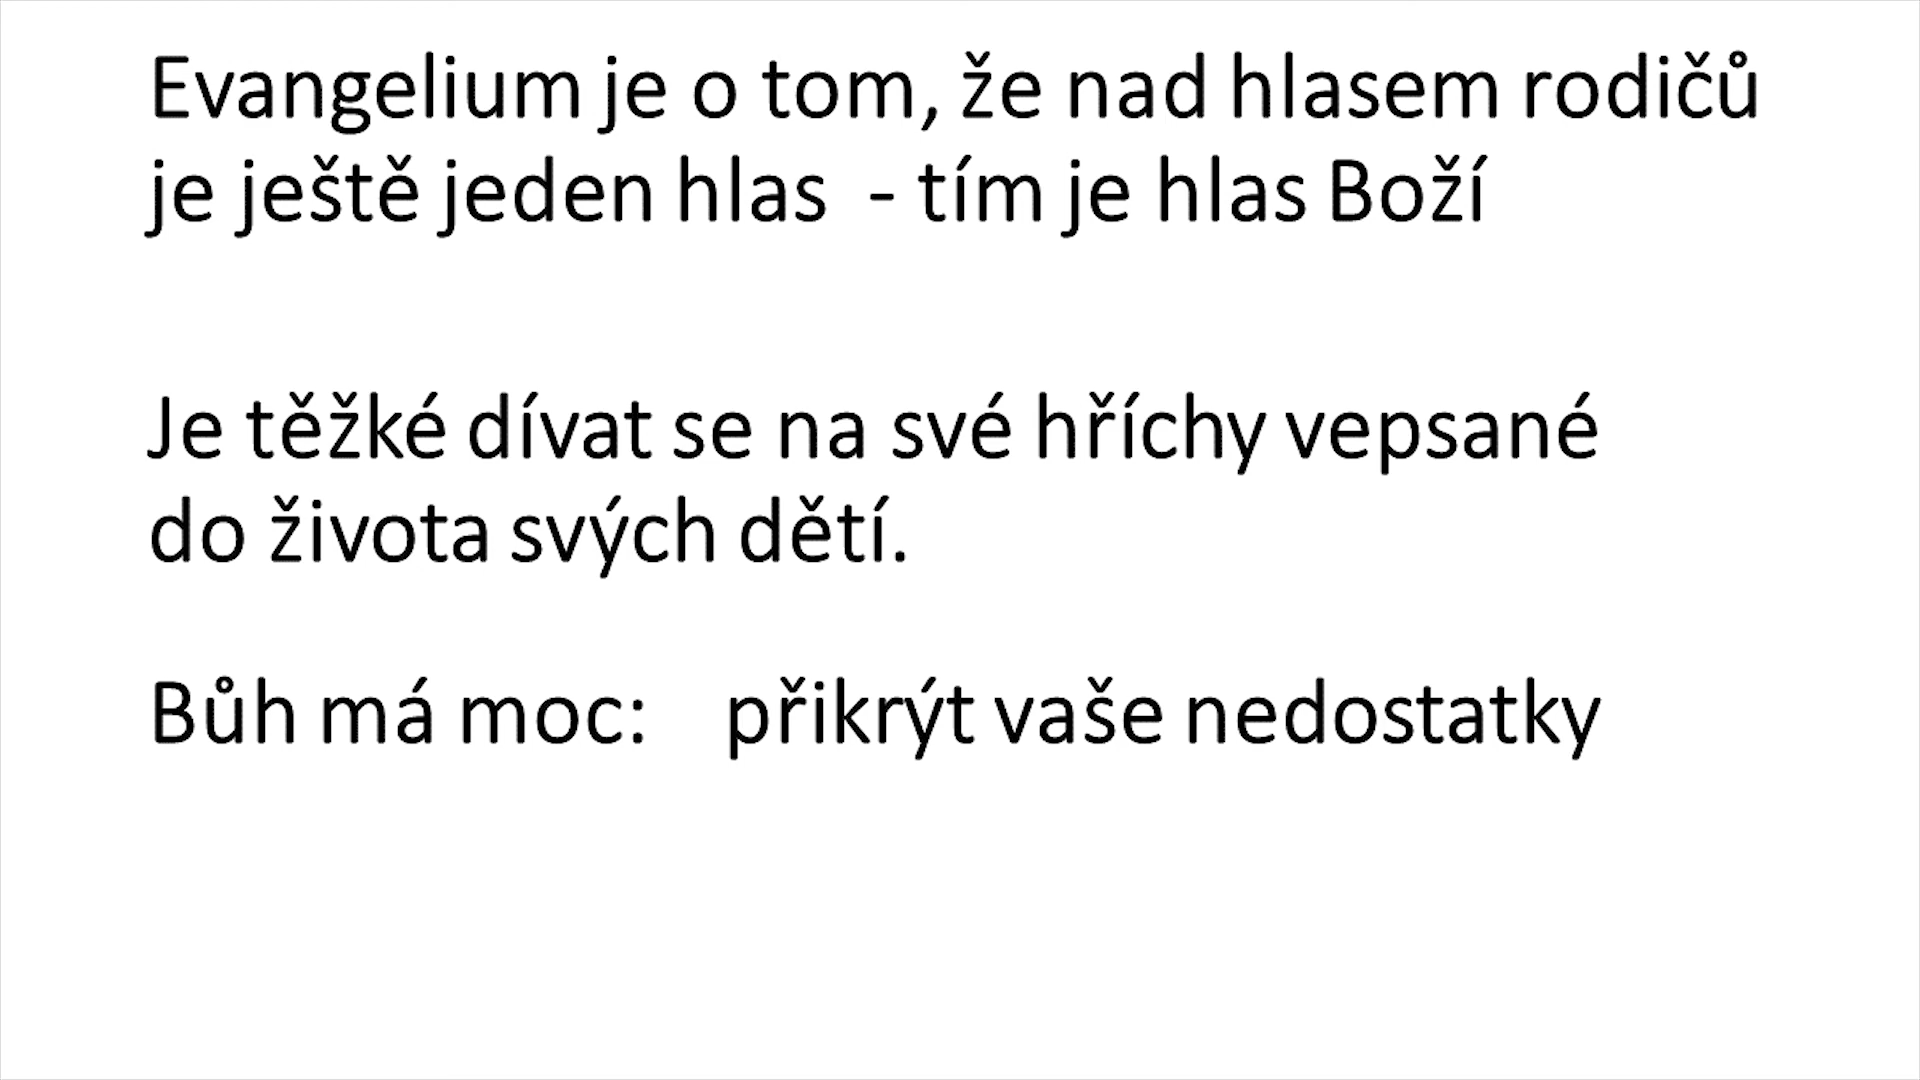 Evangelium je o tom, že nad hlasem rodičů
je ještě jeden hlas  - tím je hlas Boží
Je těžké dívat se na své hříchy vepsané
do života svých dětí.
Bůh má moc:    přikrýt vaše nedostatky